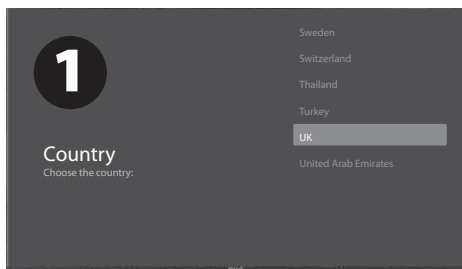 1
Country
Choose the country:
Sweden
Switzerland
Thailand
Turkey
UK
United Arab Emirates